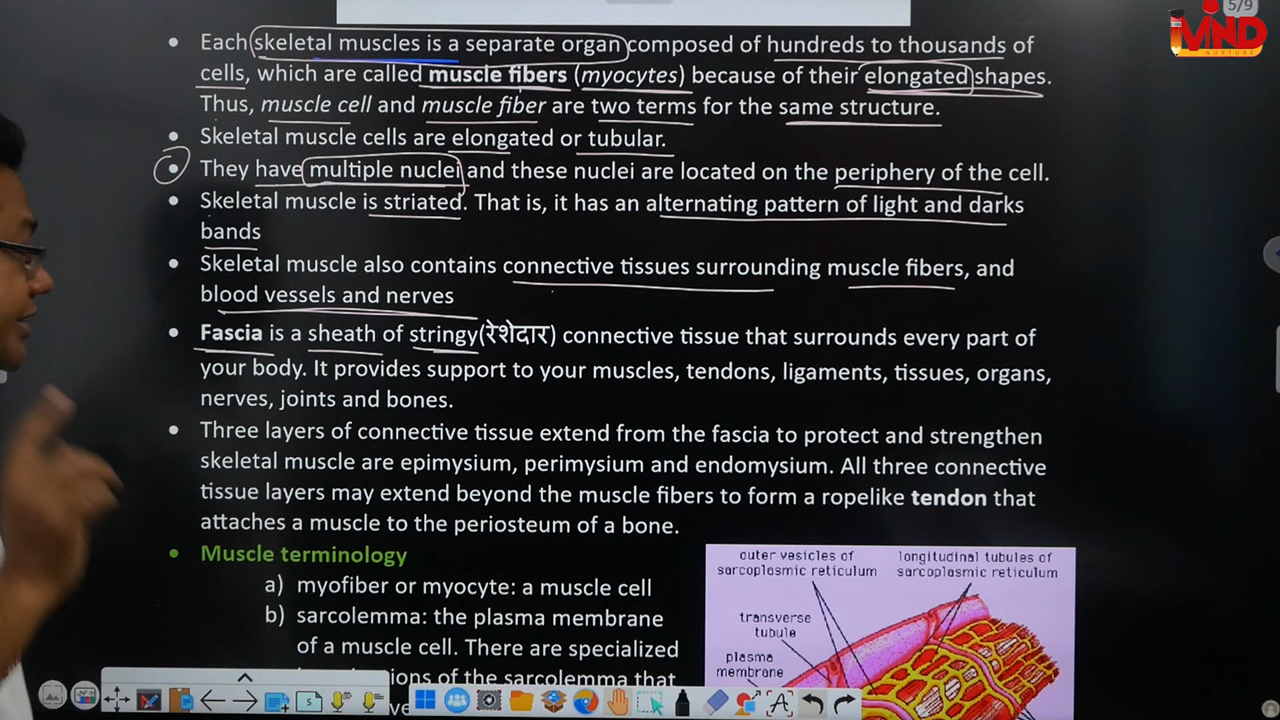 5/9
MIND
NURTURE
• Each skeletal muscles is a separate organ composed of hundreds to thousands of
cells, which are called muscle fibers (myocytes) because of their elongated shapes.
Thus, muscle cell and muscle fiber are two terms for the same structure.
• Skeletal muscle cells are elongated or tubular.
• They have multiple nuclei and these nuclei are located on the periphery of the cell.
• Skeletal muscle is striated. That is, it has an alternating pattern of light and darks
bands
• Skeletal muscle also contains connective tissues surrounding muscle fibers, and
blood vessels and nerves
• Fascia is a sheath of stringy(रेशेदार) connective tissue that surrounds every part of
your body. It provides support to your muscles, tendons, ligaments, tissues, organs,
nerves, joints and bones.
• Three layers of connective tissue extend from the fascia to protect and strengthen
skeletal muscle are epimysium, perimysium and endomysium. All three connective
tissue layers may extend beyond the muscle fibers to form a ropelike tendon that
attaches a muscle to the periosteum of a bone.
• Muscle terminology
a) myofiber or myocyte: a muscle cell
b) sarcolemma: the plasma membrane
of a muscle cell. There are specialized
ions of the sarcolemma that
ve
outer vesicles of
sarcoplasmic reticulum
longitudinal tubules of
sarcoplasmic reticulum
transverse
tubule
plasma
membrane
5
A